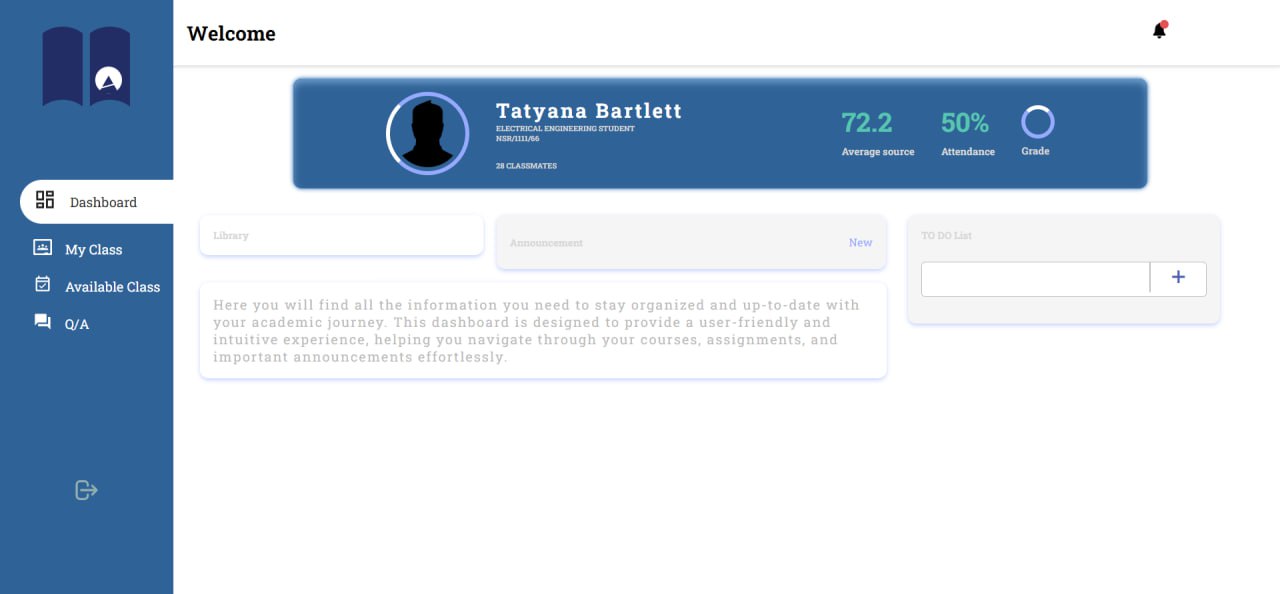 Welcome
Tatyana Bartlett
ELECTRICAL ENGINEERING STUDENT
NSR/1111/66
28 CLASSMATES
72.2
Average source
50%
Attendance
Grade
Dashboard
My Class
Available Class
Q/A
Library
Announcement
New
Here you will find all the information you need to stay organized and up-to-date with
your academic journey. This dashboard is designed to provide a user-friendly and
intuitive experience, helping you navigate through your courses, assignments, and
important announcements effortlessly.
TO DO List
+